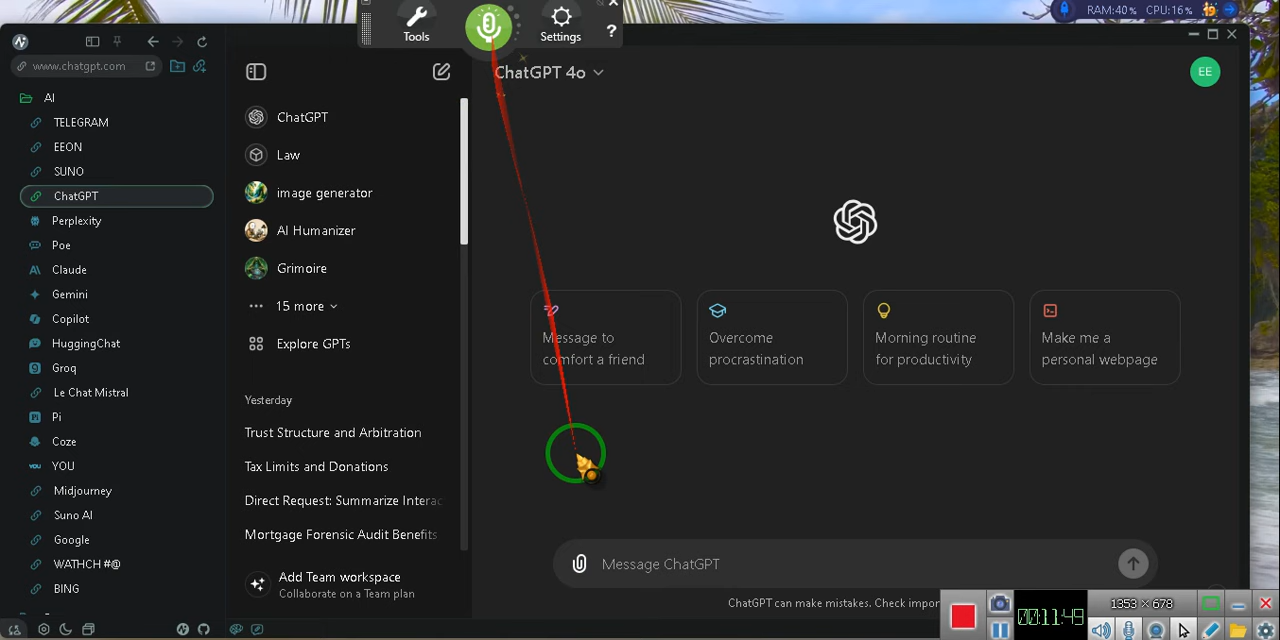 Tools
Settings
?
RAM:40%
CPU:16%
19
www.chatgpt.com
AI
TELEGRAM
EEON
SUNO
ChatGPT
Perplexity
Poe
Claude
Gemini
Copilot
HuggingChat
Groq
Le Chat Mistral
Pi
Coze
YOU
Midjourney
Suno AI
Google
WATHCH #@
BING
ChatGPT
Law
image generator
AI Humanizer
Grimoire
15 more
Explore GPTs
Yesterday
Trust Structure and Arbitration
Tax Limits and Donations
Direct Request: Summarize Interac
Mortgage Forensic Audit Benefits
Add Team workspace
Collaborate on a Team plan
ChatGPT 4o
EE
Message to
comfort a friend
Overcome
procrastination
Morning routine
for productivity
Make me a
personal webpage
Message ChatGPT
ChatGPT can make mistakes. Check impor
00:11:49
1353 × 678